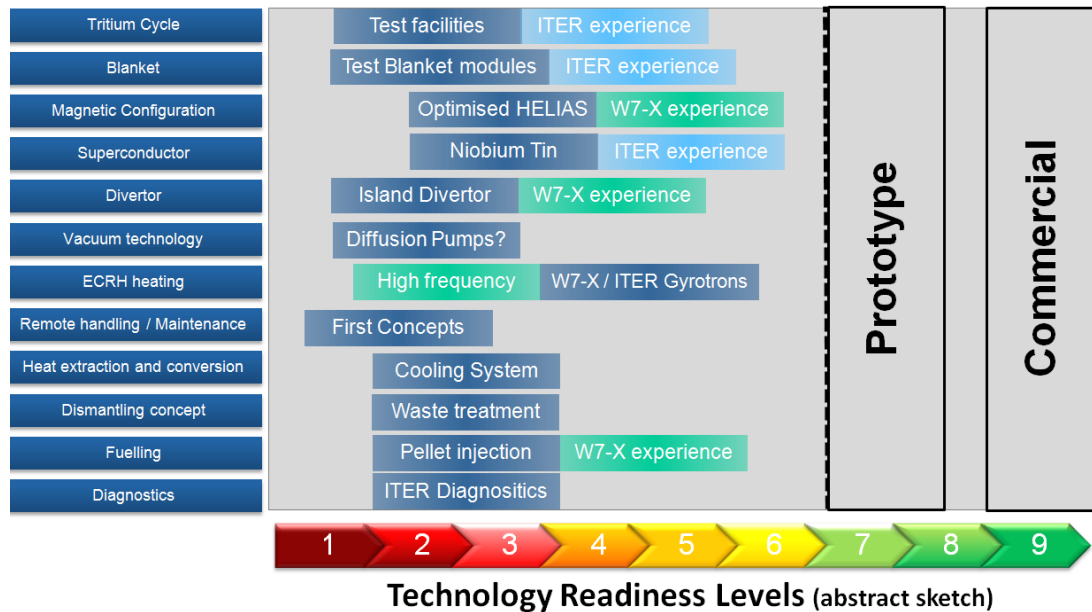 Tritium Cycle
Test facilities
ITER experience
Blanket
Test Blanket modules
ITER experience
Magnetic Configuration
Optimised HELIAS
W7-X experience
Superconductor
Niobium Tin
ITER experience
Divertor
Island Divertor
W7-X experience
Vacuum technology
Diffusion Pumps?
ECRH heating
High frequency
W7-X / ITER Gyrotrons
Remote handling / Maintenance
First Concepts
Heat extraction and conversion
Cooling System
Dismantling concept
Waste treatment
Fuelling
Pellet injection
W7-X experience
Diagnostics
ITER Diagnositics
Prototype
Commercial
1 2 3 4 5 6 7 8 9
Technology Readiness Levels (abstract sketch)